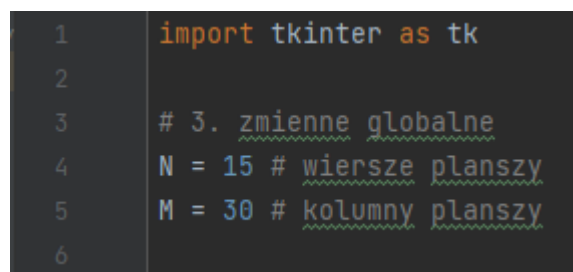 1 import tkinter as tk
2
3 # 3. zmienne globalne
4 N = 15 # wiersze planszy
5 M = 30 # kolumny planszy
6